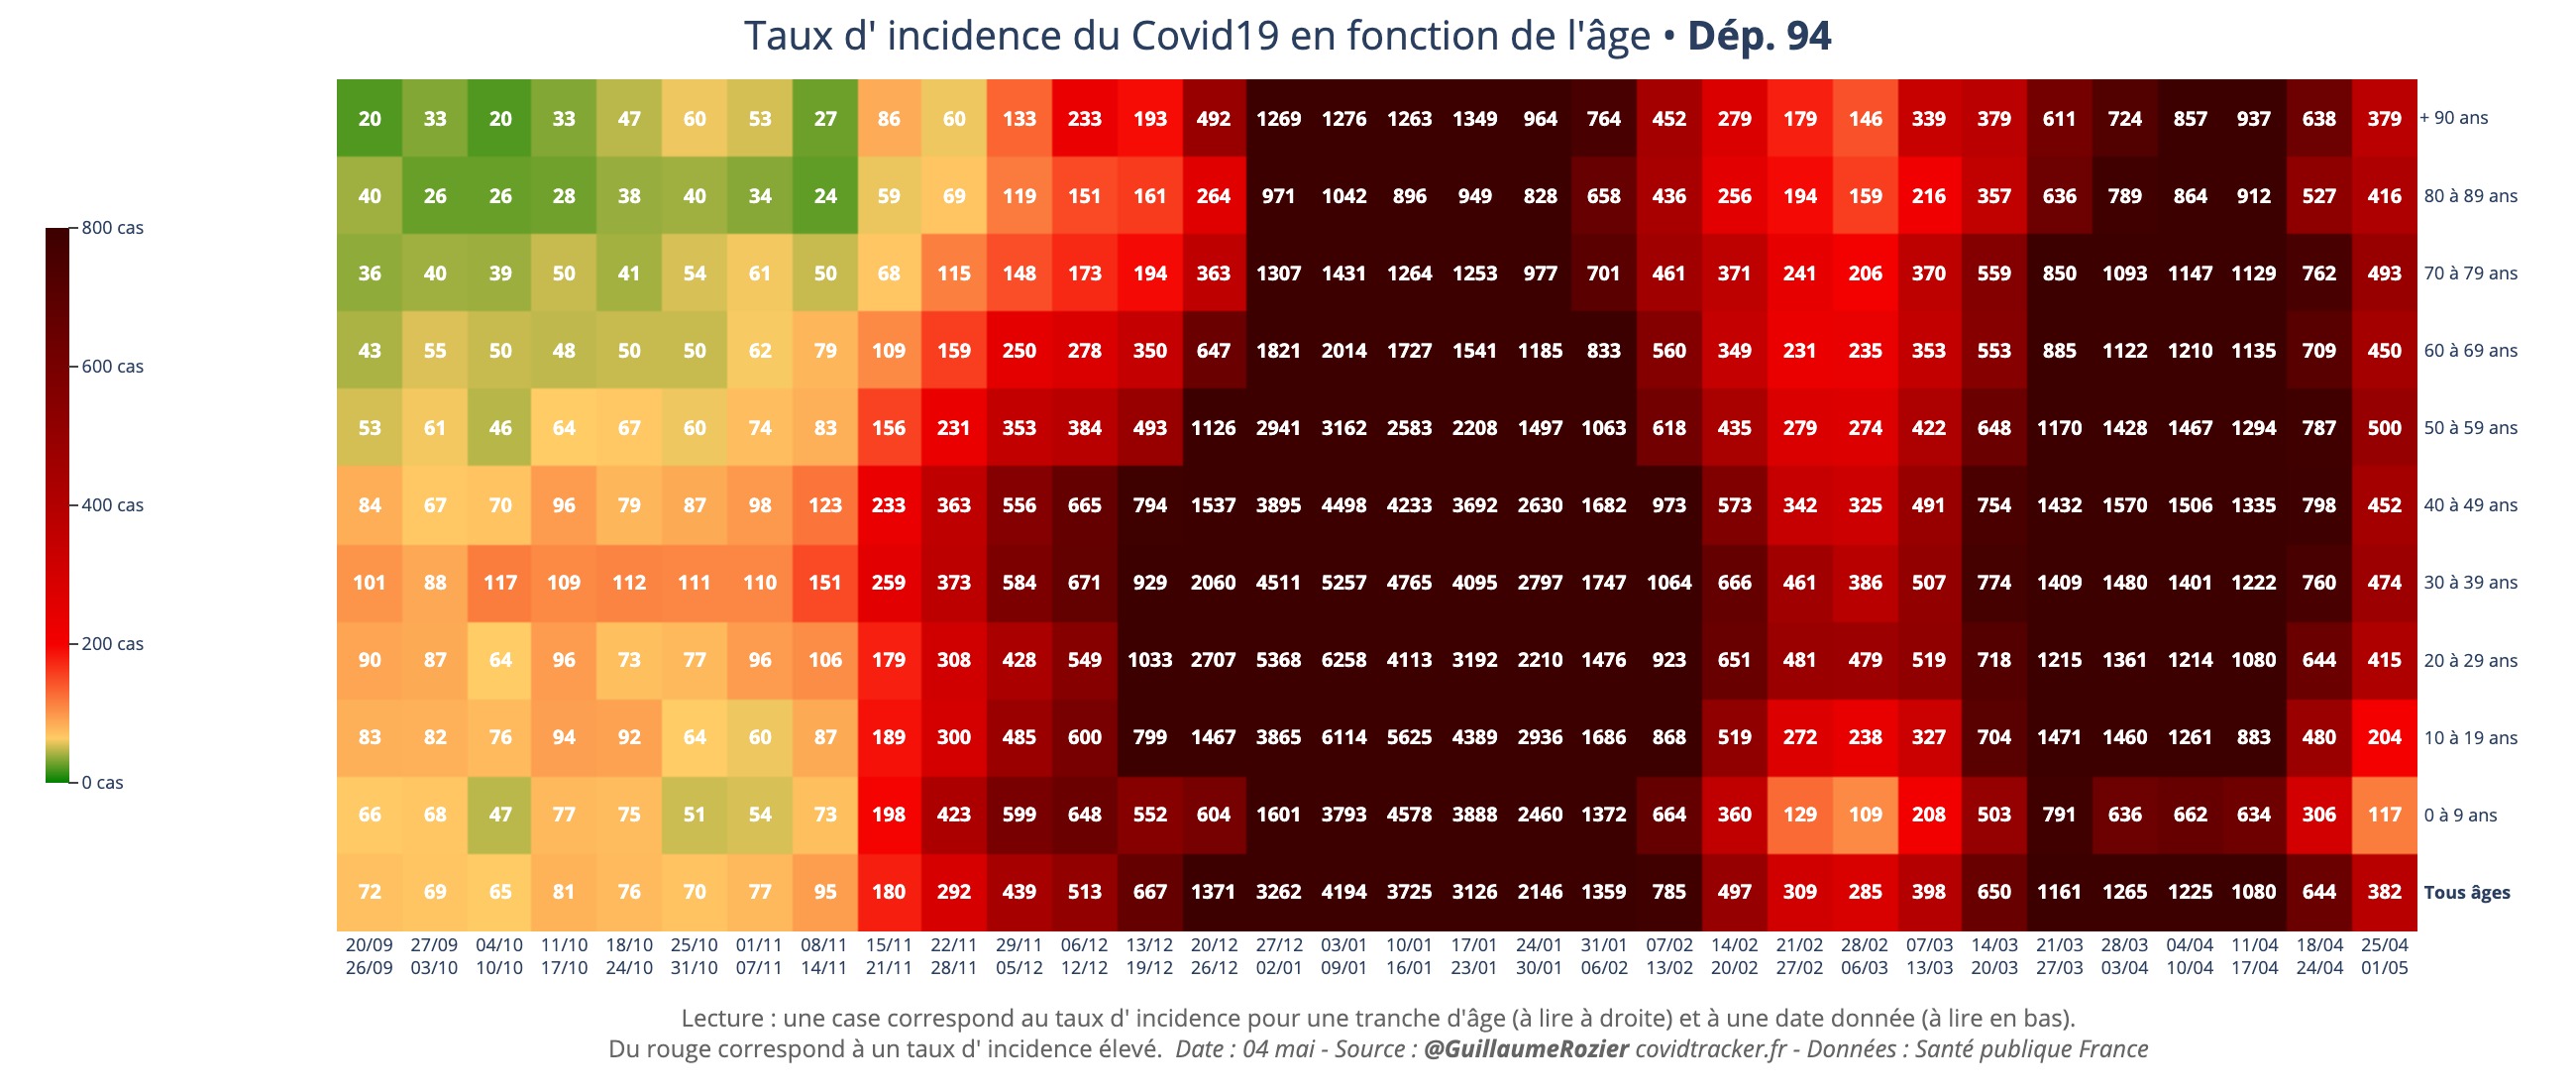 Taux d' incidence du Covid19 en fonction de l'âge • Dép. 94
20 33 20 33 47 60 53 27 86 60 133 233 193 492 1269 1276 1263 1349 964 764 452 279 179 146 339 379 611 724 857 937 638 379 + 90 ans
40 26 26 28 38 40 34 24 59 69 119 151 161 264 971 1042 896 949 828 658 436 256 194 159 216 357 636 789 864 912 527 416 80 à 89 ans
36 40 39 50 41 54 61 50 68 115 148 173 194 363 1307 1431 1264 1253 977 701 461 371 241 206 370 559 850 1093 1147 1129 762 493 70 à 79 ans
43 55 50 48 50 50 62 79 109 159 250 278 350 647 1821 2014 1727 1541 1185 833 560 349 231 235 353 553 885 1122 1210 1135 709 450 60 à 69 ans
53 61 46 64 67 60 74 83 156 231 353 384 493 1126 2941 3162 2583 2208 1497 1063 618 435 279 274 422 648 1170 1428 1467 1294 787 500 50 à 59 ans
84 67 70 96 79 87 98 123 233 363 556 665 794 1537 3895 4498 4233 3692 2630 1682 973 573 342 325 491 754 1432 1570 1506 1335 798 452 40 à 49 ans
101 88 117 109 112 111 110 151 259 373 584 671 929 2060 4511 5257 4765 4095 2797 1747 1064 666 461 386 507 774 1409 1480 1401 1222 760 474 30 à 39 ans
90 87 64 96 73 77 96 106 179 308 428 549 1033 2707 5368 6258 4113 3192 2210 1476 923 651 481 479 519 718 1215 1361 1214 1080 644 415 20 à 29 ans
83 82 76 94 92 64 60 87 189 300 485 600 799 1467 3865 6114 5625 4389 2936 1686 868 519 272 238 327 704 1471 1460 1261 883 480 204 10 à 19 ans
66 68 47 77 75 51 54 73 198 423 599 648 552 604 1601 3793 4578 3888 2460 1372 664 360 129 109 208 503 791 636 662 634 306 117 0 à 9 ans
72 69 65 81 76 70 77 95 180 292 439 513 667 1371 3262 4194 3725 3126 2146 1359 785 497 309 285 398 650 1161 1265 1225 1080 644 382 Tous âges
20/09 27/09 04/10 11/10 18/10 25/10 01/11 08/11 15/11 22/11 29/11 06/12 13/12 20/12 27/12 03/01 10/01 17/01 24/01 31/01 07/02 14/02 21/02 28/02 07/03 14/03 21/03 28/03 04/04 11/04 18/04 25/04
26/09 03/10 10/10 17/10 24/10 31/10 07/11 14/11 21/11 28/11 05/12 12/12 19/12 26/12 02/01 09/01 16/01 23/01 30/01 06/02 13/02 20/02 27/02 06/03 13/03 20/03 27/03 03/04 10/04 17/04 24/04 01/05
800 cas
600 cas
400 cas
200 cas
0 cas
Lecture : une case correspond au taux d' incidence pour une tranche d'âge (à lire à droite) et à une date donnée (à lire en bas).
Du rouge correspond à un taux d' incidence élevé. Date : 04 mai - Source : @GuillaumeRozier covidtracker.fr - Données : Santé publique France